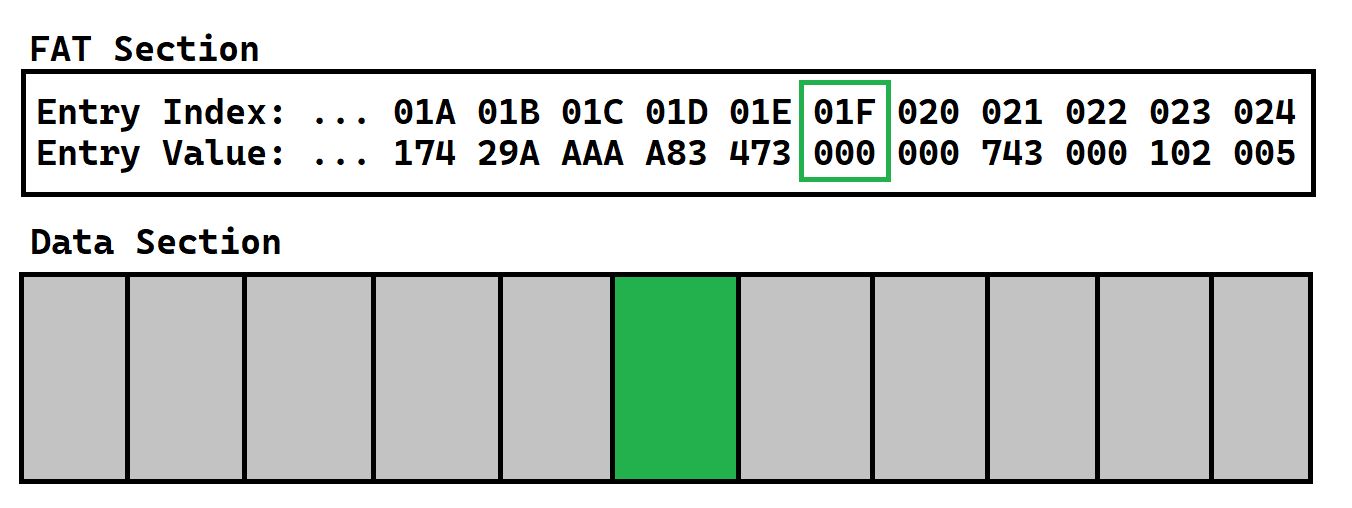 FAT Section
Entry Index: ... 01A 01B 01C 01D 01E 01F 020 021 022 023 024
Entry Value: ... 174 29A AAA A83 473 000 000 743 000 102 005
Data Section